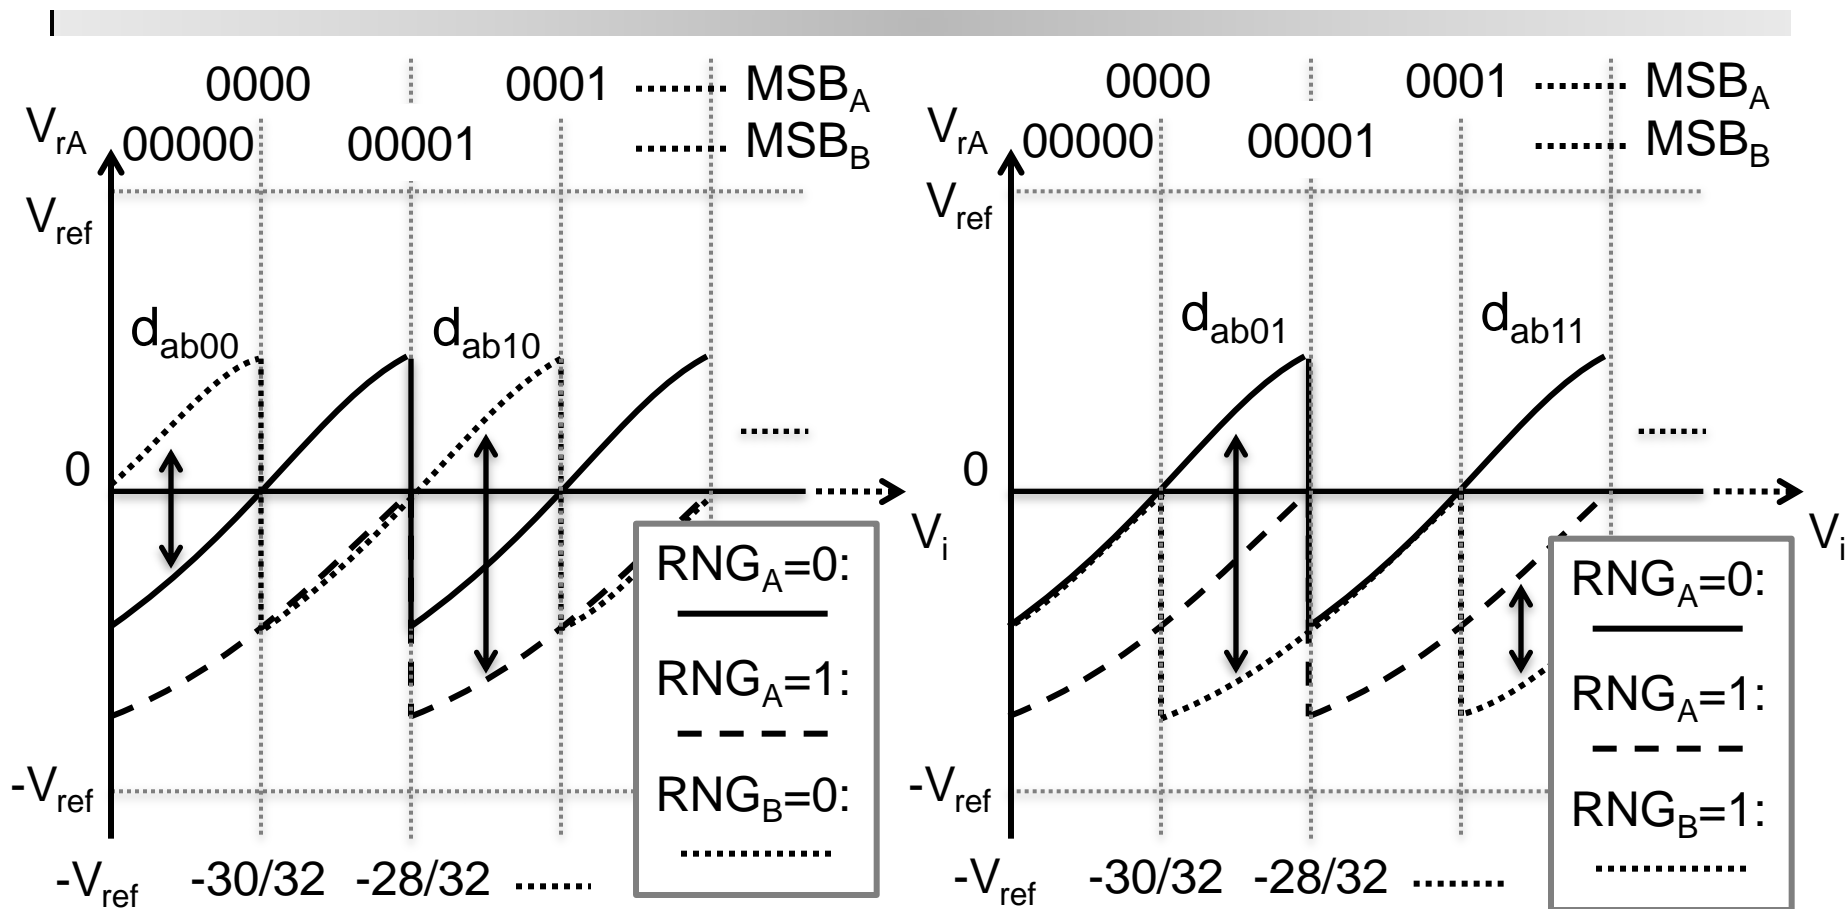 0000 0001 MSB_A
V_rA 00000 00001 MSB_B
V_ref
d_ab00 d_ab10
0
V_i
RNG_A=0:
RNG_A=1:
RNG_B=0:
-V_ref
-V_ref -30/32 -28/32
0000 0001 MSB_A
V_rA 00000 00001 MSB_B
V_ref
d_ab01 d_ab11
0
V_i
RNG_A=0:
RNG_A=1:
RNG_B=1:
-V_ref
-V_ref -30/32 -28/32